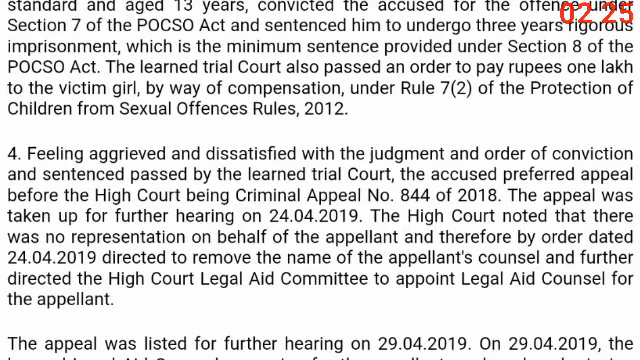 standard and aged 13 years, convicted the accused for the offence under
02:25
Section 7 of the POCSO Act and sentenced him to undergo three years rigorous
imprisonment, which is the minimum sentence provided under Section 8 of the
POCSO Act. The learned trial Court also passed an order to pay rupees one lakh
to the victim girl, by way of compensation, under Rule 7(2) of the Protection of
Children from Sexual Offences Rules, 2012.
4. Feeling aggrieved and dissatisfied with the judgment and order of conviction
and sentenced passed by the learned trial Court, the accused preferred appeal
before the High Court being Criminal Appeal No. 844 of 2018. The appeal was
taken up for further hearing on 24.04.2019. The High Court noted that there
was no representation on behalf of the appellant and therefore by order dated
24.04.2019 directed to remove the name of the appellant's counsel and further
directed the High Court Legal Aid Committee to appoint Legal Aid Counsel for
the appellant.
The appeal was listed for further hearing on 29.04.2019. On 29.04.2019, the